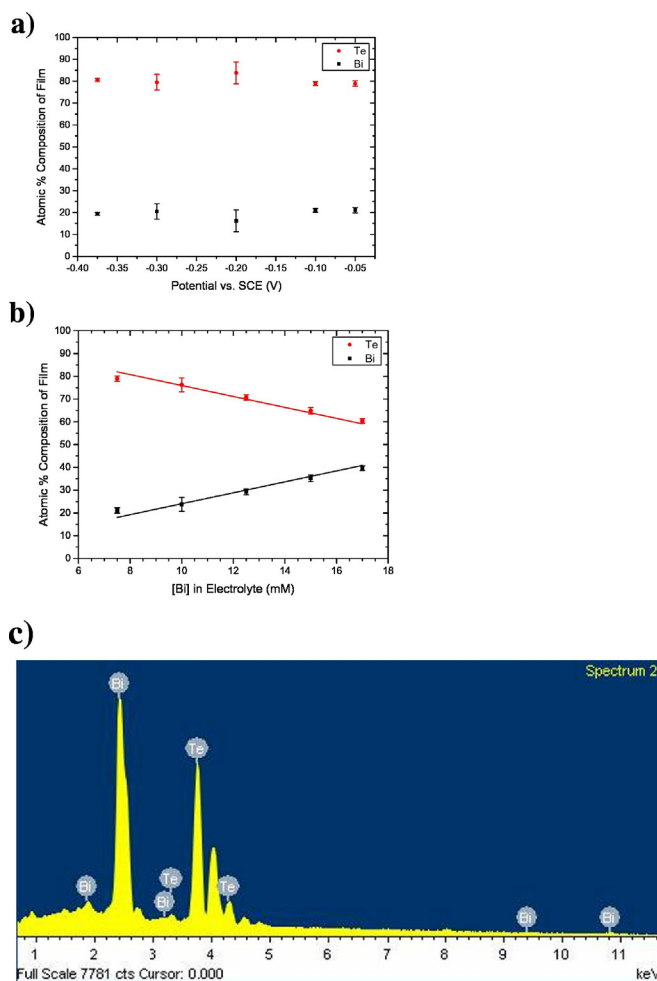 a)
Te
Bi
Atomic % Composition of Film
100
90
80
70
60
50
40
30
20
10
0
-0.40 -0.35 -0.30 -0.25 -0.20 -0.15 -0.10 -0.05
Potential vs. SCE (V)
b)
Te
Bi
Atomic % Composition of Film
100
90
80
70
60
50
40
30
20
10
0
6 8 10 12 14 16 18
[Bi] in Electrolyte (mM)
c)
Spectrum 2
Bi
Te
Bi
Te
Bi
Te
Bi
Bi
1 2 3 4 5 6 7 8 9 10 11
Full Scale 7781 cts Cursor: 0.000
keV